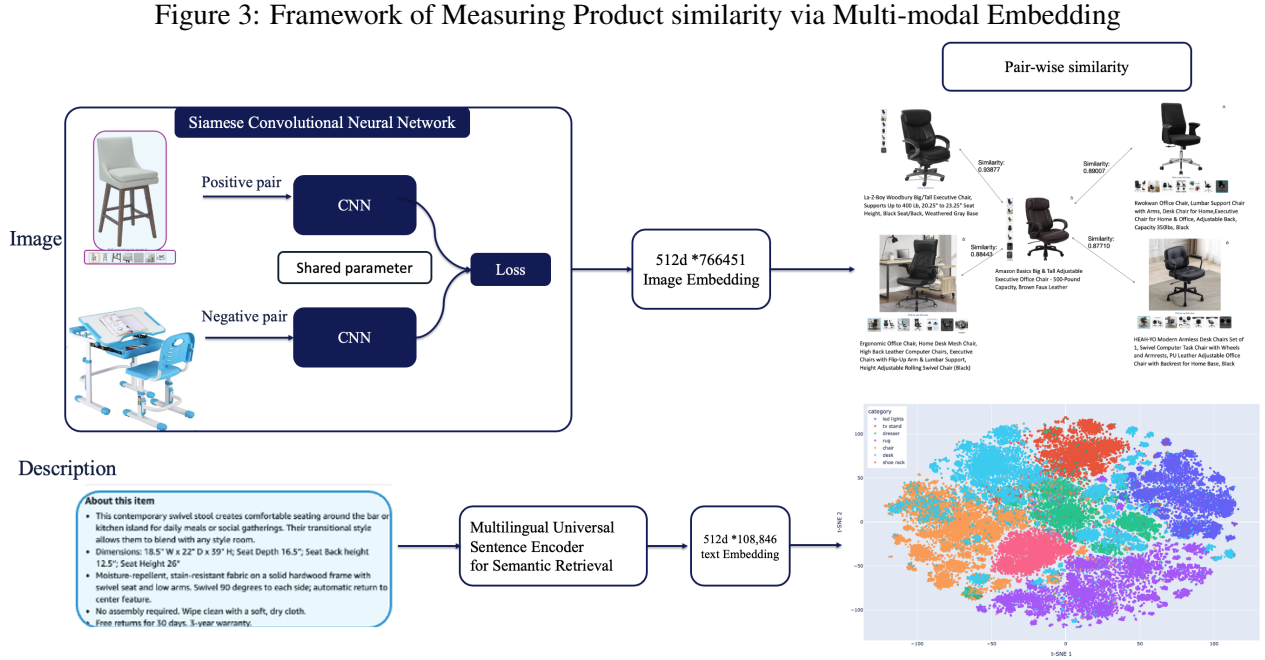 Figure 3: Framework of Measuring Product similarity via Multi-modal Embedding
Pair-wise similarity
Siamese Convolutional Neural Network
Positive pair
CNN
Image
Shared parameter
Loss
Negative pair
CNN
512d *766451
Image Embedding
Similarity:
0.93877
Similarity:
0.89007
La-Z-Boy Woodbury Big/Tall Executive Chair,
Supports Up to 400 Lb, 20.25" to 23.25" Seat
Height, Black Seat/Back, Weathered Gray Base
Kwokwan Office Chair, Lumbar Support Chair
with Arms, Desk Chair for Home,Executive
Chair for Home & Office, Adjustable Back,
Capacity 350lbs, Black
Similarity:
0.88443
Similarity:
0.87710
Amazon Basics Big & Tall Adjustable
Executive Office Chair - 500-Pound
Capacity, Brown Faux Leather
Ergonomic Office Chair, Home Desk Mesh Chair,
High Back Leather Computer Chairs, Executive
Chairs with Flip-Up Arm & Lumbar Support,
Height Adjustable Rolling Swivel Chair (Black)
HEAH-YO Modern Armless Desk Chairs Set of
1, Swivel Computer Task Chair with Wheels
and Armrests, PU Leather Adjustable Office
Chair with Backrest for Home Base, Black
Description
About this item
• This contemporary swivel stool creates comfortable seating around the bar or
kitchen island for daily meals or social gatherings. Their transitional style
allows them to blend with any style room.
• Dimensions: 18.5" W x 22" D x 39" H; Seat Depth 16.5"; Seat Back height
12.5"; Seat Height 26"
• Moisture-repellent, stain-resistant fabric on a solid hardwood frame with
swivel seat and low arms. Swivel 90 degrees to each side; automatic return to
center feature.
• No assembly required. Wipe clean with a soft, dry cloth.
• Free returns for 30 days. 3-year warranty.
Multilingual Universal
Sentence Encoder
for Semantic Retrieval
512d *108,846
text Embedding
category
led lights
tv stand
dresser
rug
chair
desk
shoe rack
t-SNE 2
100
50
0
−50
−100
−100
−50
0
50
100
t-SNE 1